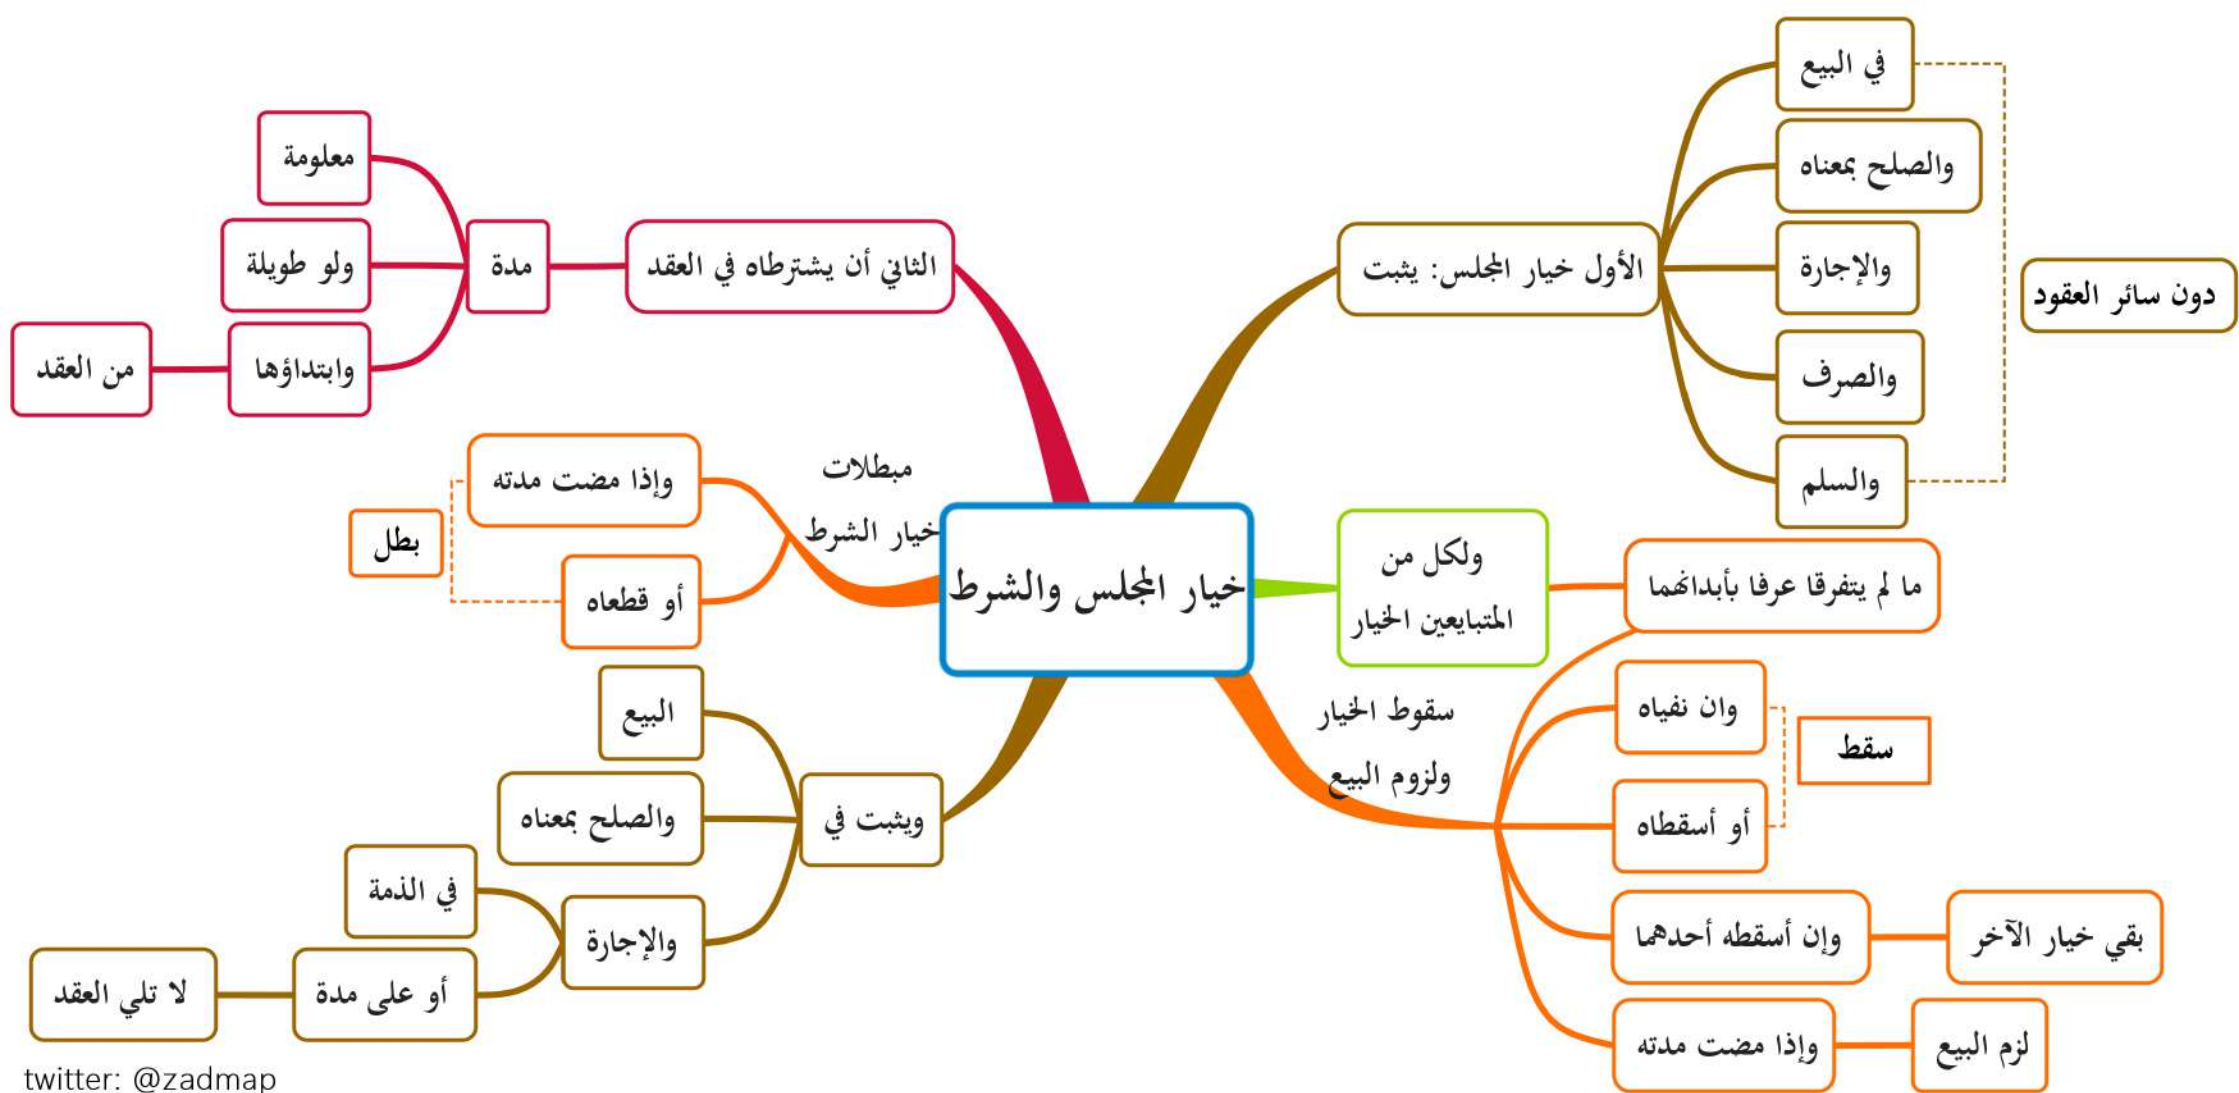 خيار المجلس والشرط
الأول خيار المجلس: يثبت
في البيع
والصلح بمعناه
والإجارة
والصرف
والسلم
دون سائر العقود
ولكل من
المتبايعين الخيار
ما لم يتفرقا عرفا بأبدانهما
سقوط الخيار
ولزوم البيع
وان نفياه
أو أسقطاه
سقط
وإن أسقطه أحدهما
بقي خيار الآخر
وإذا مضت مدته
لزم البيع
الثاني أن يشترطاه في العقد
مدة
معلومة
ولو طويلة
وابتداؤها
من العقد
مبطلات
خيار الشرط
وإذا مضت مدته
أو قطعاه
بطل
ويثبت في
البيع
والصلح بمعناه
والإجارة
في الذمة
أو على مدة
لا تلي العقد
twitter: @zadmap